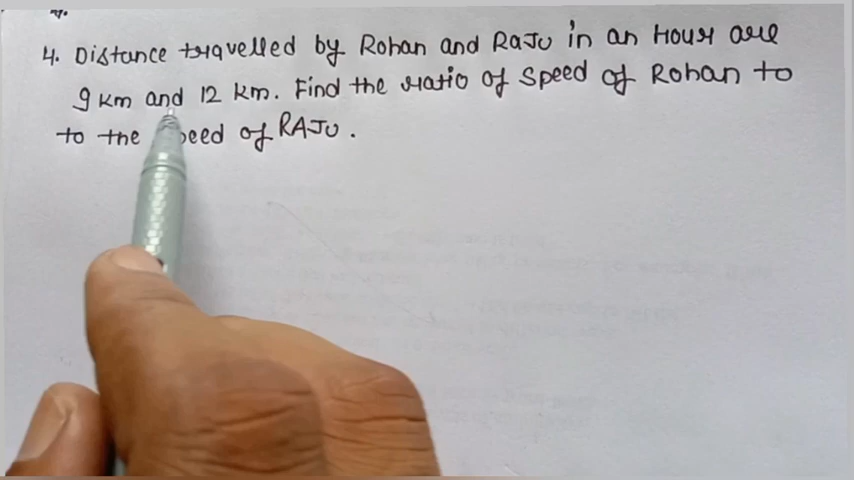 4. Distance travelled by Rohan and RaJu in an Hour are
9 Km and 12 Km. Find the ratio of Speed of Rohan to
to the of RAJU.